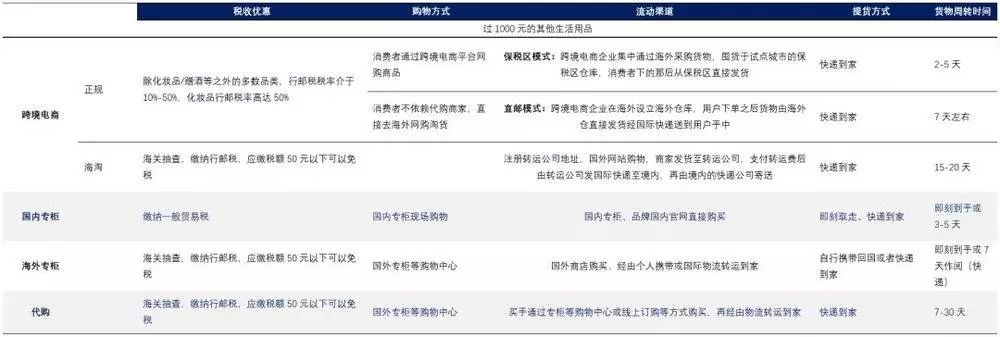 税收优惠 购物方式 流动渠道 提货方式 货物周转时间
过1000元的其他生活用品
跨境电商
正规
除化妆品/赠酒等之外的多数品类，行邮税税率介于
10%-50%，化妆品行邮税率高达50%
消费者通过跨境电商平台网
购商品
保税区模式：跨境电商企业集中通过海外采购货物，囤货于试点城市的保
税区仓库，消费者下的那后从保税区直接发货
快递到家
2-5天
消费者不依赖代购商家，直
接去海外网购淘货
直邮模式：跨境电商企业在海外设立海外仓库，用户下单之后货物由海外
仓直接发货经国际快递送到用户手中
快递到家
7天左右
海淘
海关抽查，缴纳行邮税、应缴税额50元以下可以免
税
注册转运公司地址，国外网站购物，商家发货至转运公司，支付转运费后
由转运公司发国际快递至境内，再由境内的快递公司寄送
快递到家
15-20天
国内专柜
缴纳一般贸易税
国内专柜现场购物
国内专柜、品牌国内官网直接购买
即刻取走、快递到家
即刻到手或
3-5天
海外专柜
海关抽查，缴纳行邮税、应缴税额50元以下可以免
税
国外专柜等购物中心
国外商店购买、经由个人携带或国际物流转运到家
自行携带回国或者快递
到家
即刻到手或7
天作间（快
递）
代购
海关抽查，缴纳行邮税、应缴税额50元以下可以免
税
国外专柜等购物中心
买手通过专柜等购物中心或线上订购等方式购买、再经由物流转运到家
快递到家
7-30天